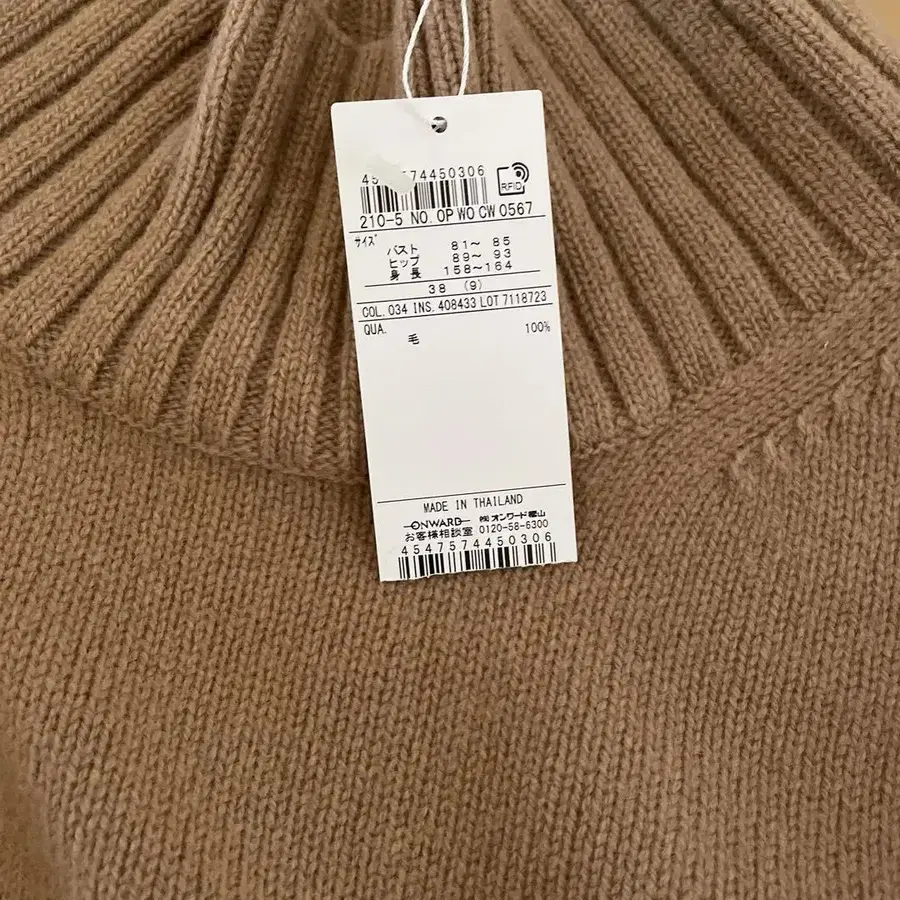 45 574450306
RFID
210-5 NO. OP WO CW 0567
サイズ
バスト 81～ 85
ヒップ 89～ 93
身長 158～164
38 (9)
COL. 034 INS. 408433 LOT 7118723
QUA.
毛 100%
MADE IN THAILAND
ONWARD ㈱オンワード樫山
お客様相談室 0120-58-6300
4547574450306